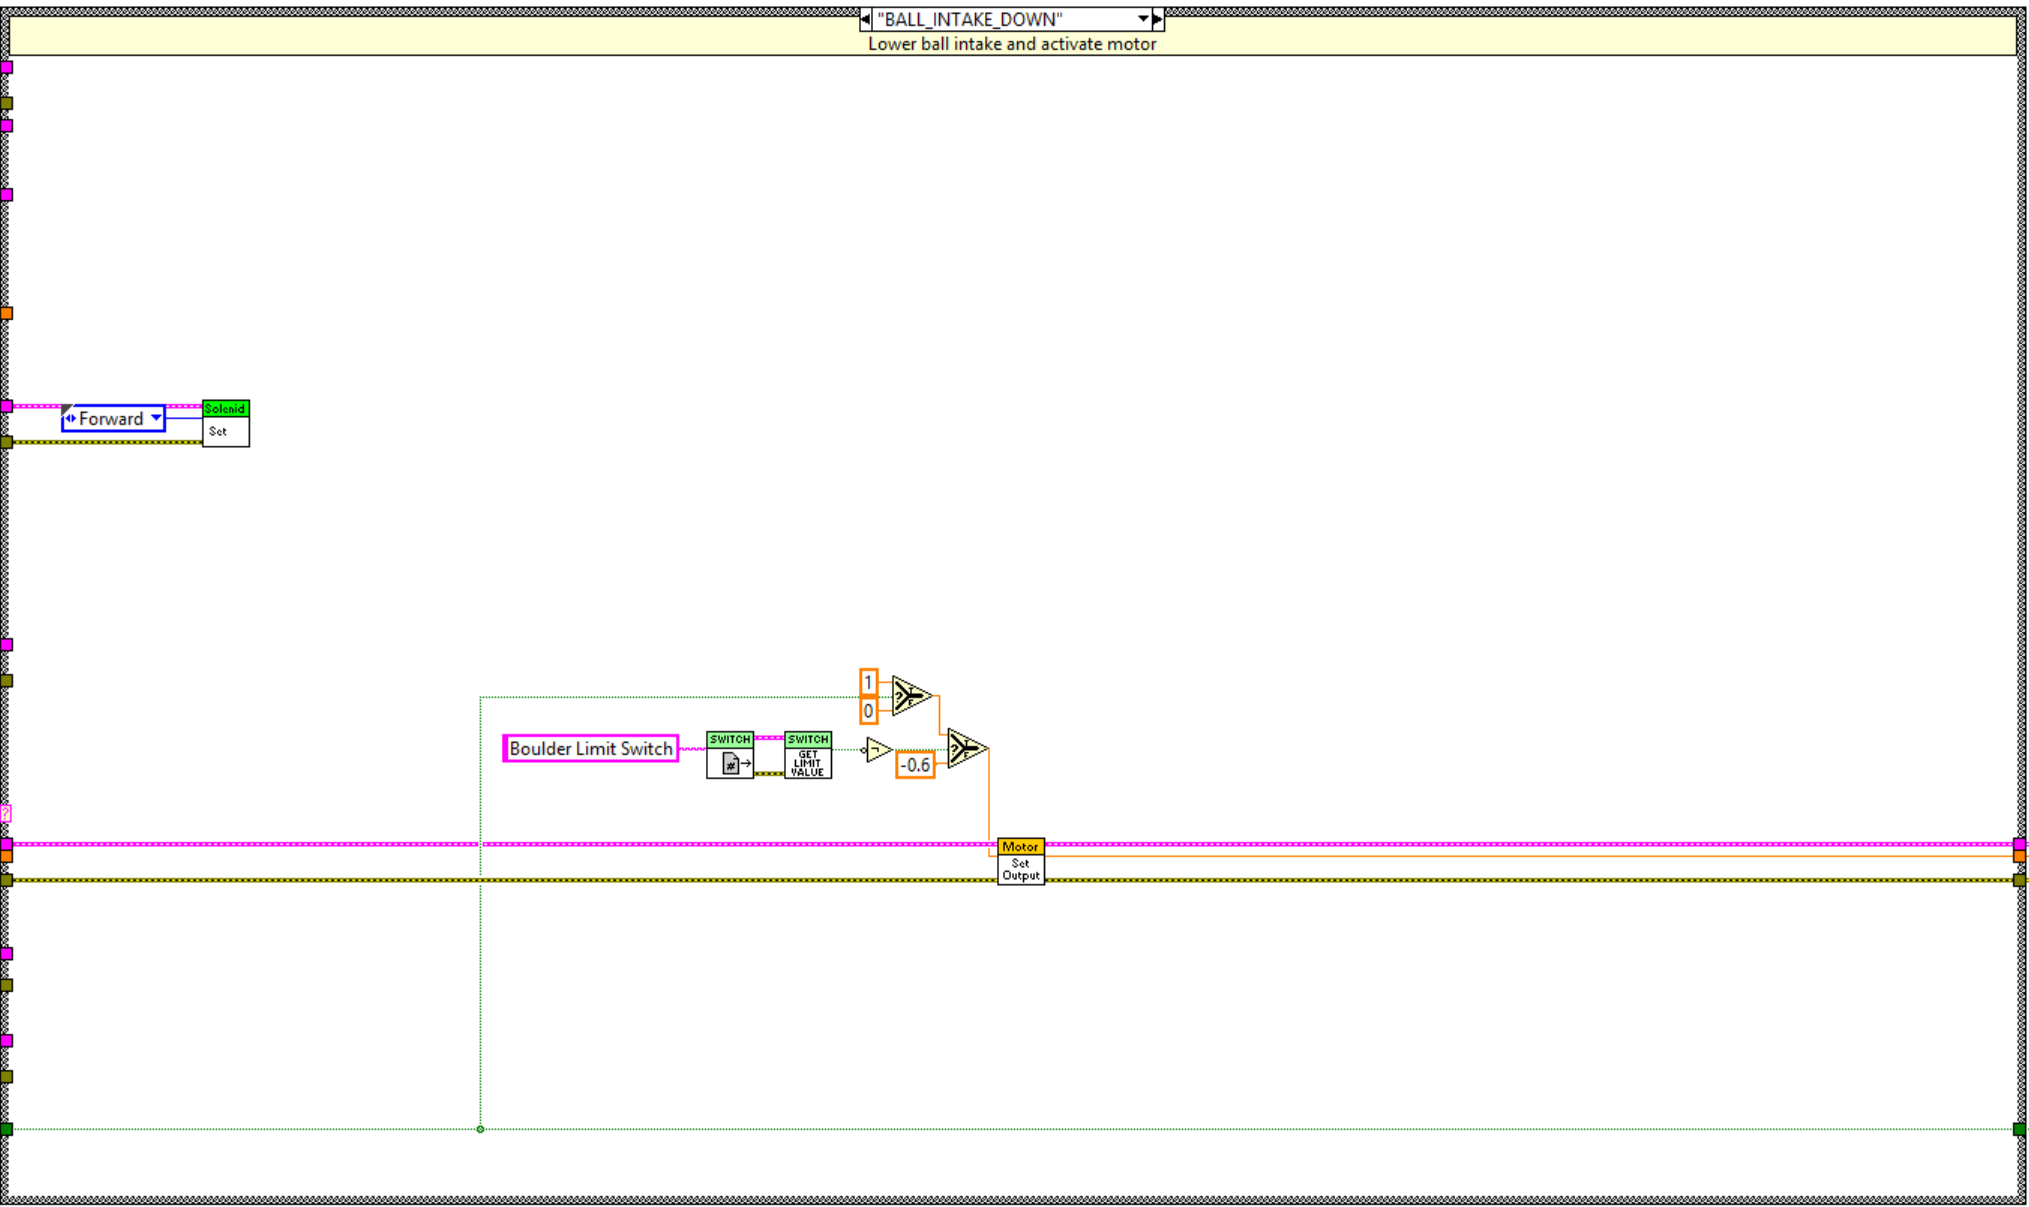 "BALL_INTAKE_DOWN"
Lower ball intake and activate motor
Forward
Solenid
Set
1
?
T
F
0
Boulder Limit Switch
SWITCH
#
SWITCH
GET
LIMIT
VALUE
?
T
F
-0.6
?
Motor
Set
Output